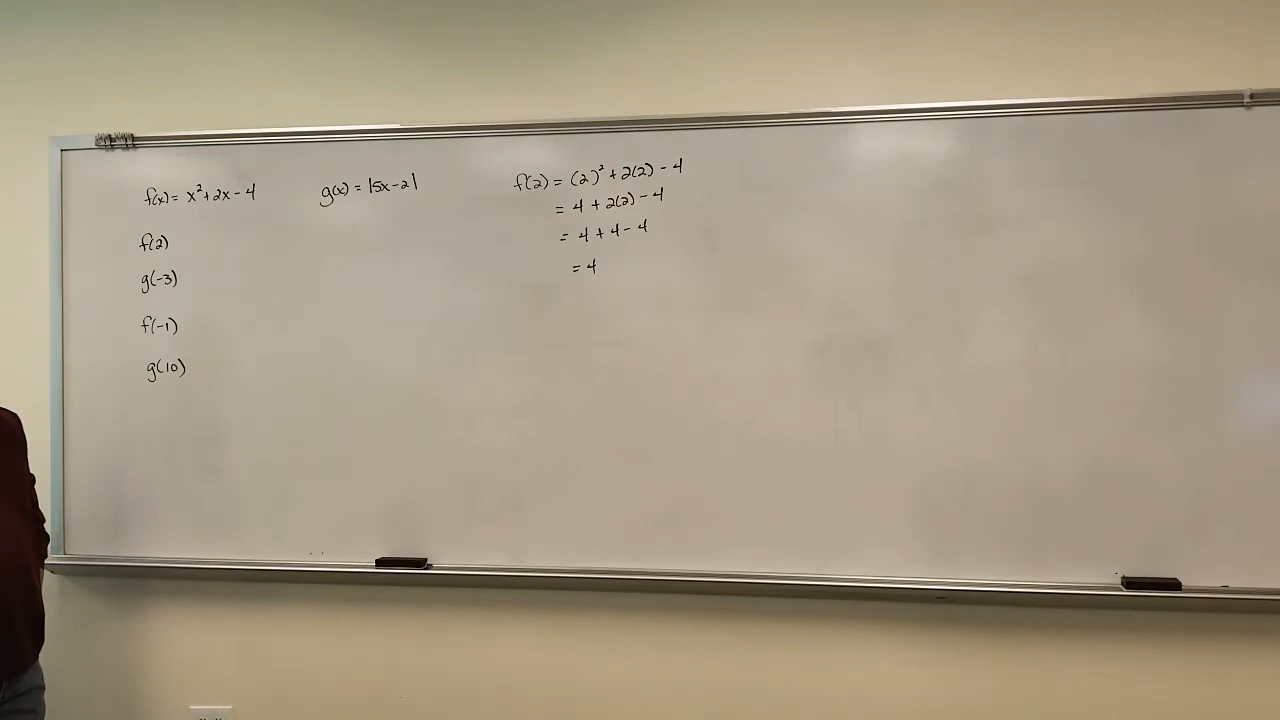 f(x) = x² + 2x - 4
g(x) = |5x - 2|
f(2)
g(-3)
f(-1)
g(10)
f(2) = (2)² + 2(2) - 4
= 4 + 2(2) - 4
= 4 + 4 - 4
= 4